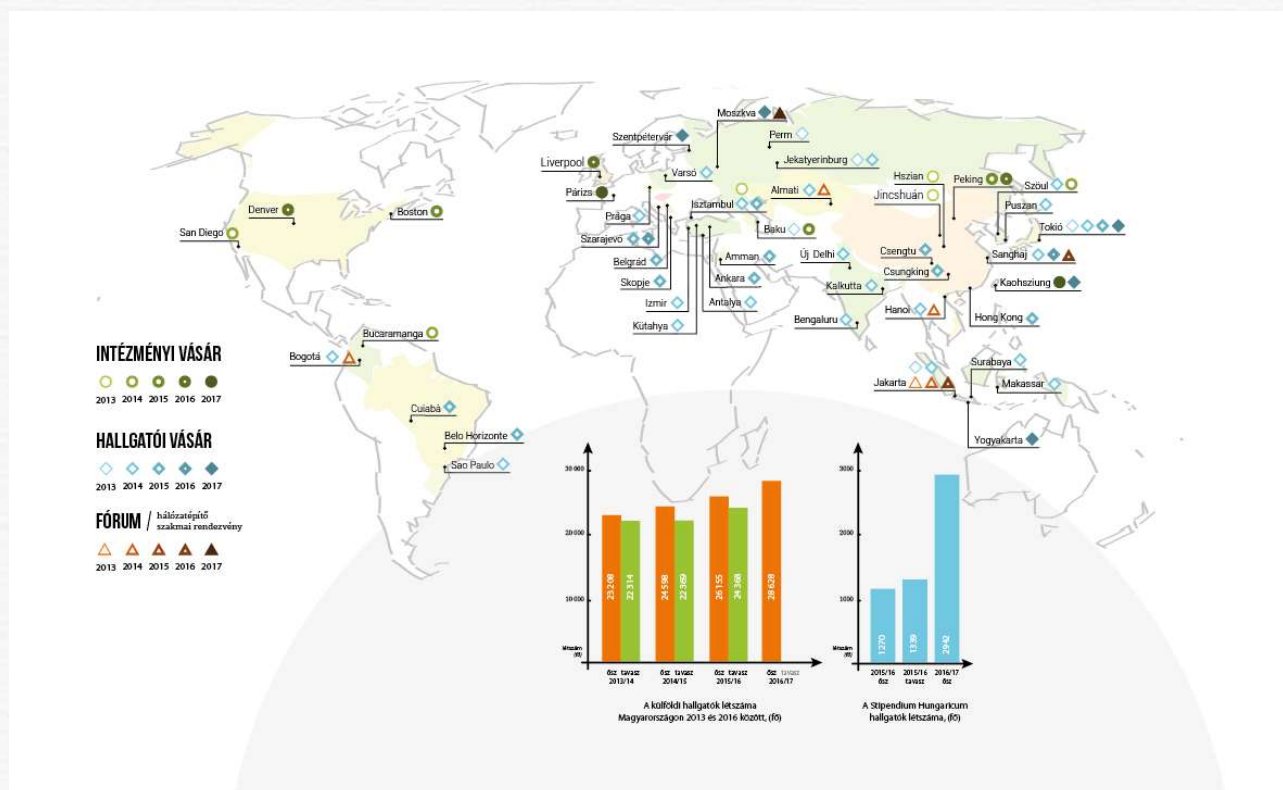 Moszkva
Szentpétervár
Perm
Liverpool
Jekatyerinburg
Varsó
Hszian
Peking
Szöul
Párizs
Almati
Jincshuán
Denver
Boston
Prága
Isztambul
Puszan
San Diego
Baku
Tokió
Szarajevó
Új Delhi
Csengtu
Sanghaj
Belgrád
Amman
Csungking
Skopje
Ankara
Kalkutta
Kaohsziung
Izmir
Antalya
Hanoi
Hong Kong
Kütahya
Bengaluru
Bucaramanga
Bogotá
Surabaya
Jakarta
Makassar
Cuiabà
Belo Horizonte
Yogyakarta
Sao Paulo
INTÉZMÉNYI VÁSÁR
2013 2014 2015 2016 2017
HALLGATÓI VÁSÁR
2013 2014 2015 2016 2017
FÓRUM / hálózatépítő
szakmai rendezvény
2013 2014 2015 2016 2017
30 000
20 000
10 000
létszám
(fő)
23 208
22 314
24 598
22 369
26 155
24 368
28 628
ősz tavasz
2013/14
ősz tavasz
2014/15
ősz tavasz
2015/16
ősz tavasz
2016/17
A külföldi hallgatók létszáma
Magyarországon 2013 és 2016 között, (fő)
3000
2000
1000
létszám
(fő)
1270
1339
2942
2015/16
ősz
2015/16
tavasz
2016/17
ősz
A Stipendium Hungaricum
hallgatók létszáma, (fő)